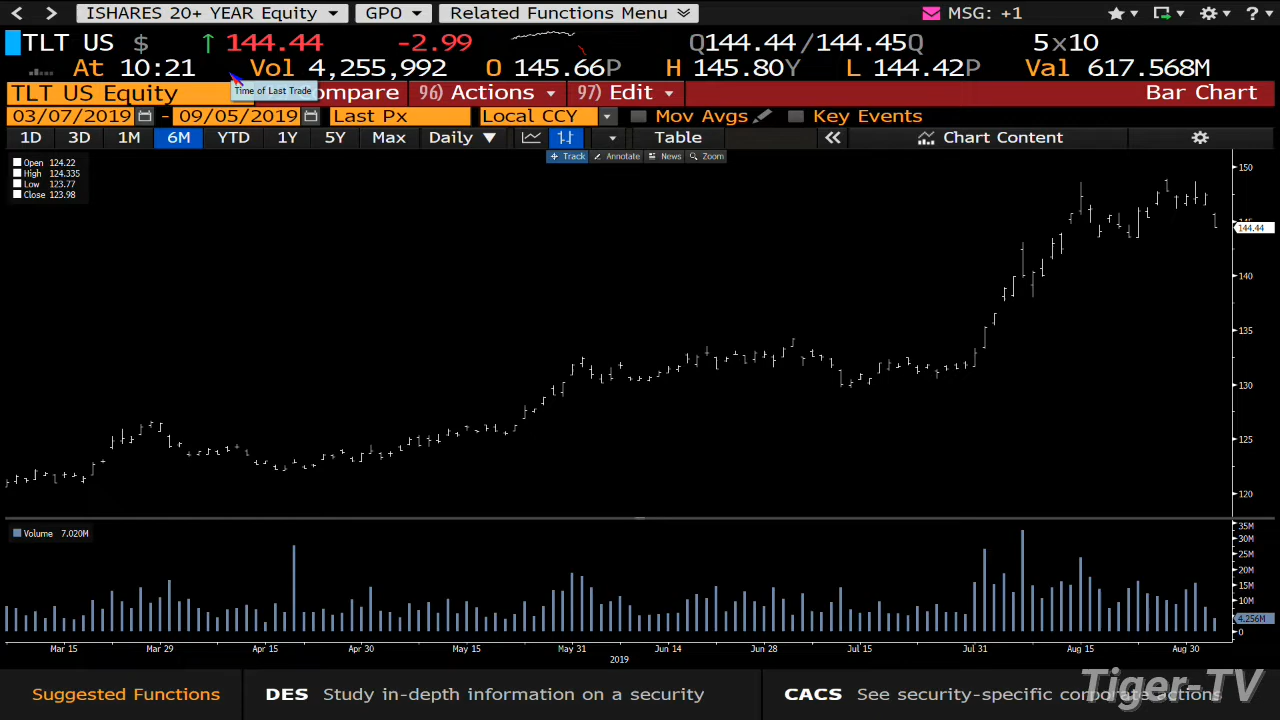 ISHARES 20+ YEAR Equity GPO Related Functions Menu MSG: +1 ?
TLT US $ ↑ 144.44 -2.99 Q144.44/144.45Q 5x10
At 10:21 Vol 4,255,992 O 145.66P H 145.80Y L 144.42P Val 617.568M
Time of Last Trade
TLT US Equity ompare 96) Actions 97) Edit Bar Chart
03/07/2019 - 09/05/2019 Last Px Local CCY Mov Avgs Key Events
1D 3D 1M 6M YTD 1Y 5Y Max Daily ▼ Table Chart Content
Track Annotate News Zoom
Open 124.22
High 124.335
Low 123.77
Close 123.98
150
144.44
140
135
130
125
120
Volume 7.020M
35M
30M
25M
20M
15M
10M
4.256M
0
Mar 15 Mar 29 Apr 15 Apr 30 May 15 May 31 Jun 14 Jun 28 Jul 15 Jul 31 Aug 15 Aug 30
2019
Suggested Functions DES Study in-depth information on a security CACS See security-specific corporate actions
Tiger-TV